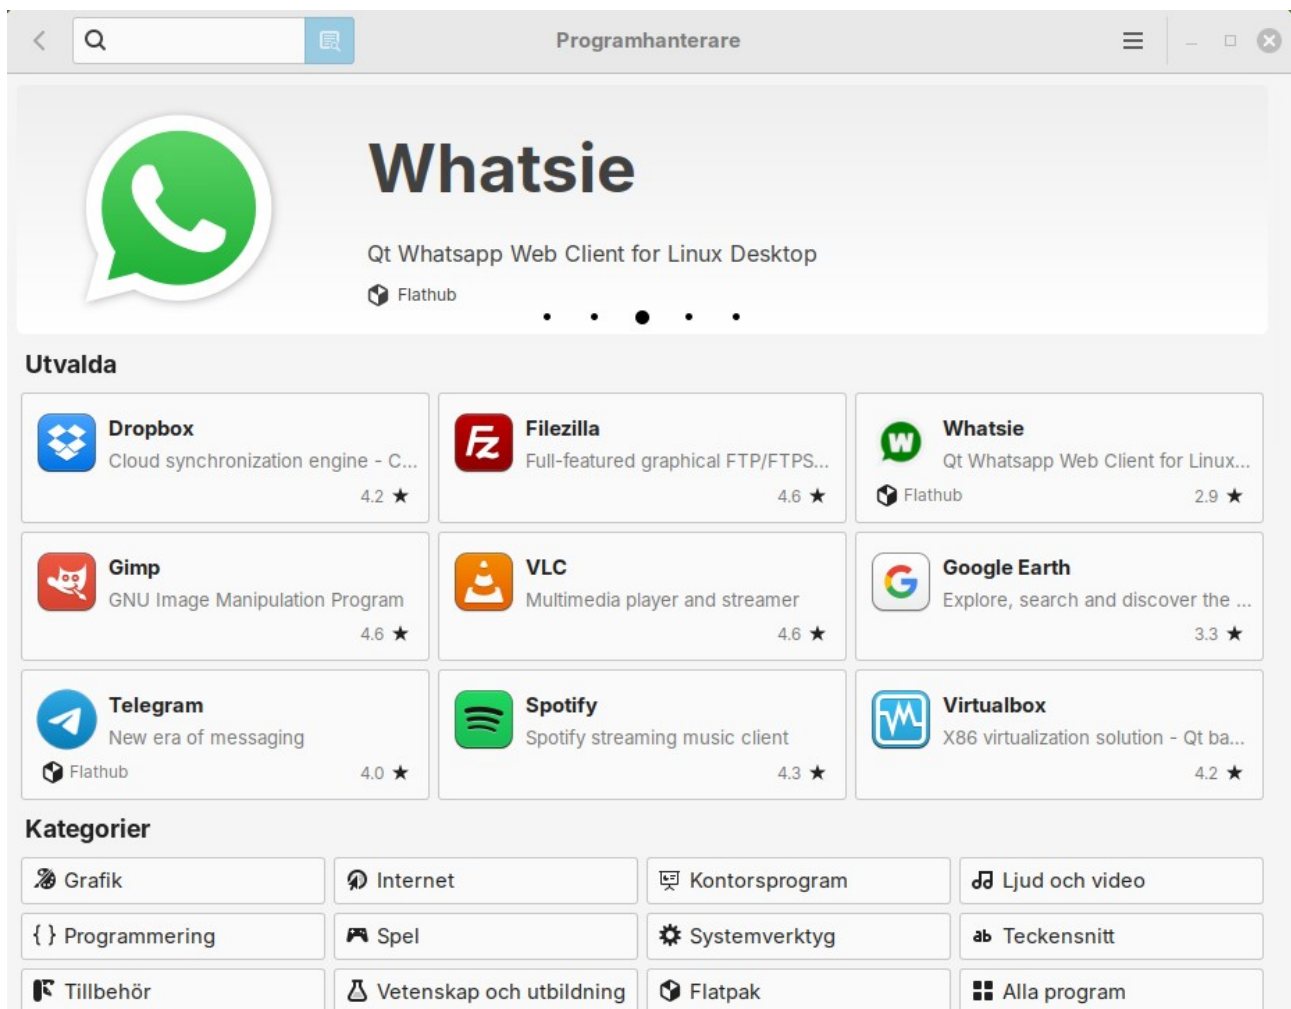 Programhanterare
Whatsie
Qt Whatsapp Web Client for Linux Desktop
Flathub
Utvalda
Dropbox
Cloud synchronization engine - C...
4.2 ★
Filezilla
Full-featured graphical FTP/FTPS...
4.6 ★
Whatsie
Qt Whatsapp Web Client for Linux...
Flathub 2.9 ★
Gimp
GNU Image Manipulation Program
4.6 ★
VLC
Multimedia player and streamer
4.6 ★
Google Earth
Explore, search and discover the ...
3.3 ★
Telegram
New era of messaging
Flathub 4.0 ★
Spotify
Spotify streaming music client
4.3 ★
Virtualbox
X86 virtualization solution - Qt ba...
4.2 ★
Kategorier
Grafik
Internet
Kontorsprogram
Ljud och video
{ } Programmering
Spel
Systemverktyg
ab Teckensnitt
Tillbehör
Vetenskap och utbildning
Flatpak
Alla program